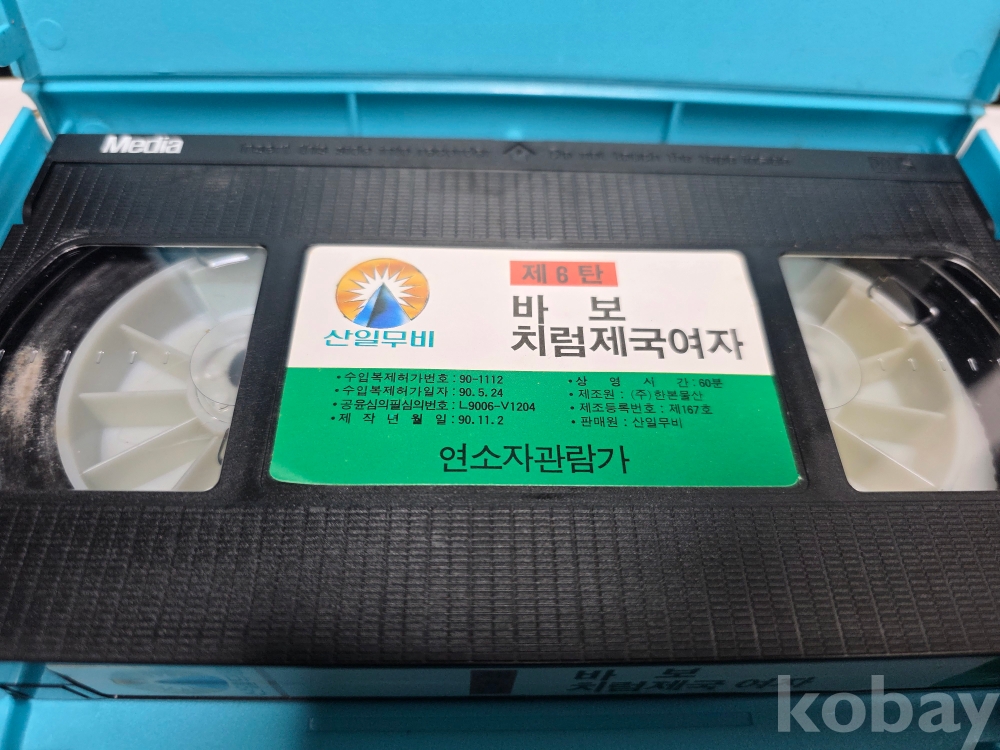 Media
제6탄
바 보
치럼제국여자
산일무비
• 수입복제허가번호 : 90-1112
• 수입복제허가일자 : 90.5.24
• 공윤심의필심의번호 : L9006-V1204
• 제 작 년 월 일 : 90.11.2
• 상 영 시 간 : 60분
• 제조원 : (주)한본물산
• 제조등록번호 : 제167호
• 판매원 : 산일무비
연소자관람가
바 보
치럼제국 여자
kobay